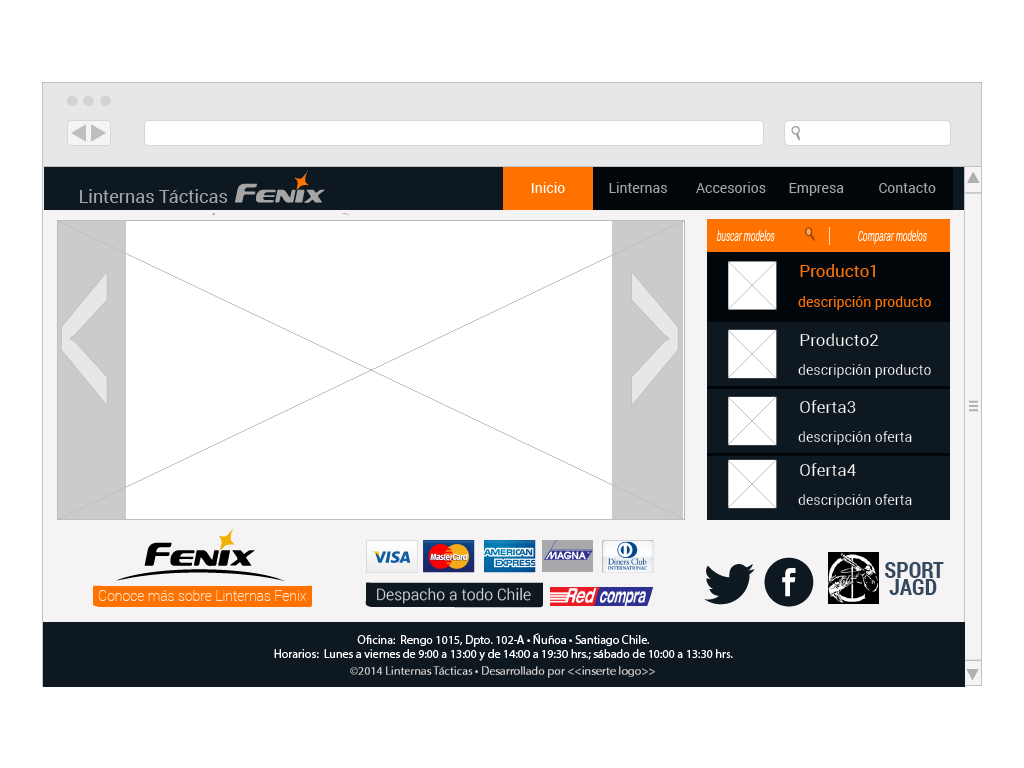 Linternas Tácticas FENIX
Inicio
Linternas
Accesorios
Empresa
Contacto
buscar modelos
Comparar modelos
Producto1
descripción producto
Producto2
descripción producto
Oferta3
descripción oferta
Oferta4
descripción oferta
FENIX
Conoce más sobre Linternas Fenix
VISA
MasterCard
AMERICAN
EXPRESS
MAGNA
Diners Club
INTERNATIONAL
Despacho a todo Chile
Red compra
SPORT
JAGD
Oficina: Rengo 1015, Dpto. 102-A • Ñuñoa • Santiago Chile.
Horarios: Lunes a viernes de 9:00 a 13:00 y de 14:00 a 19:30 hrs.; sábado de 10:00 a 13:30 hrs.
©2014 Linternas Tácticas • Desarrollado por <<inserte logo>>